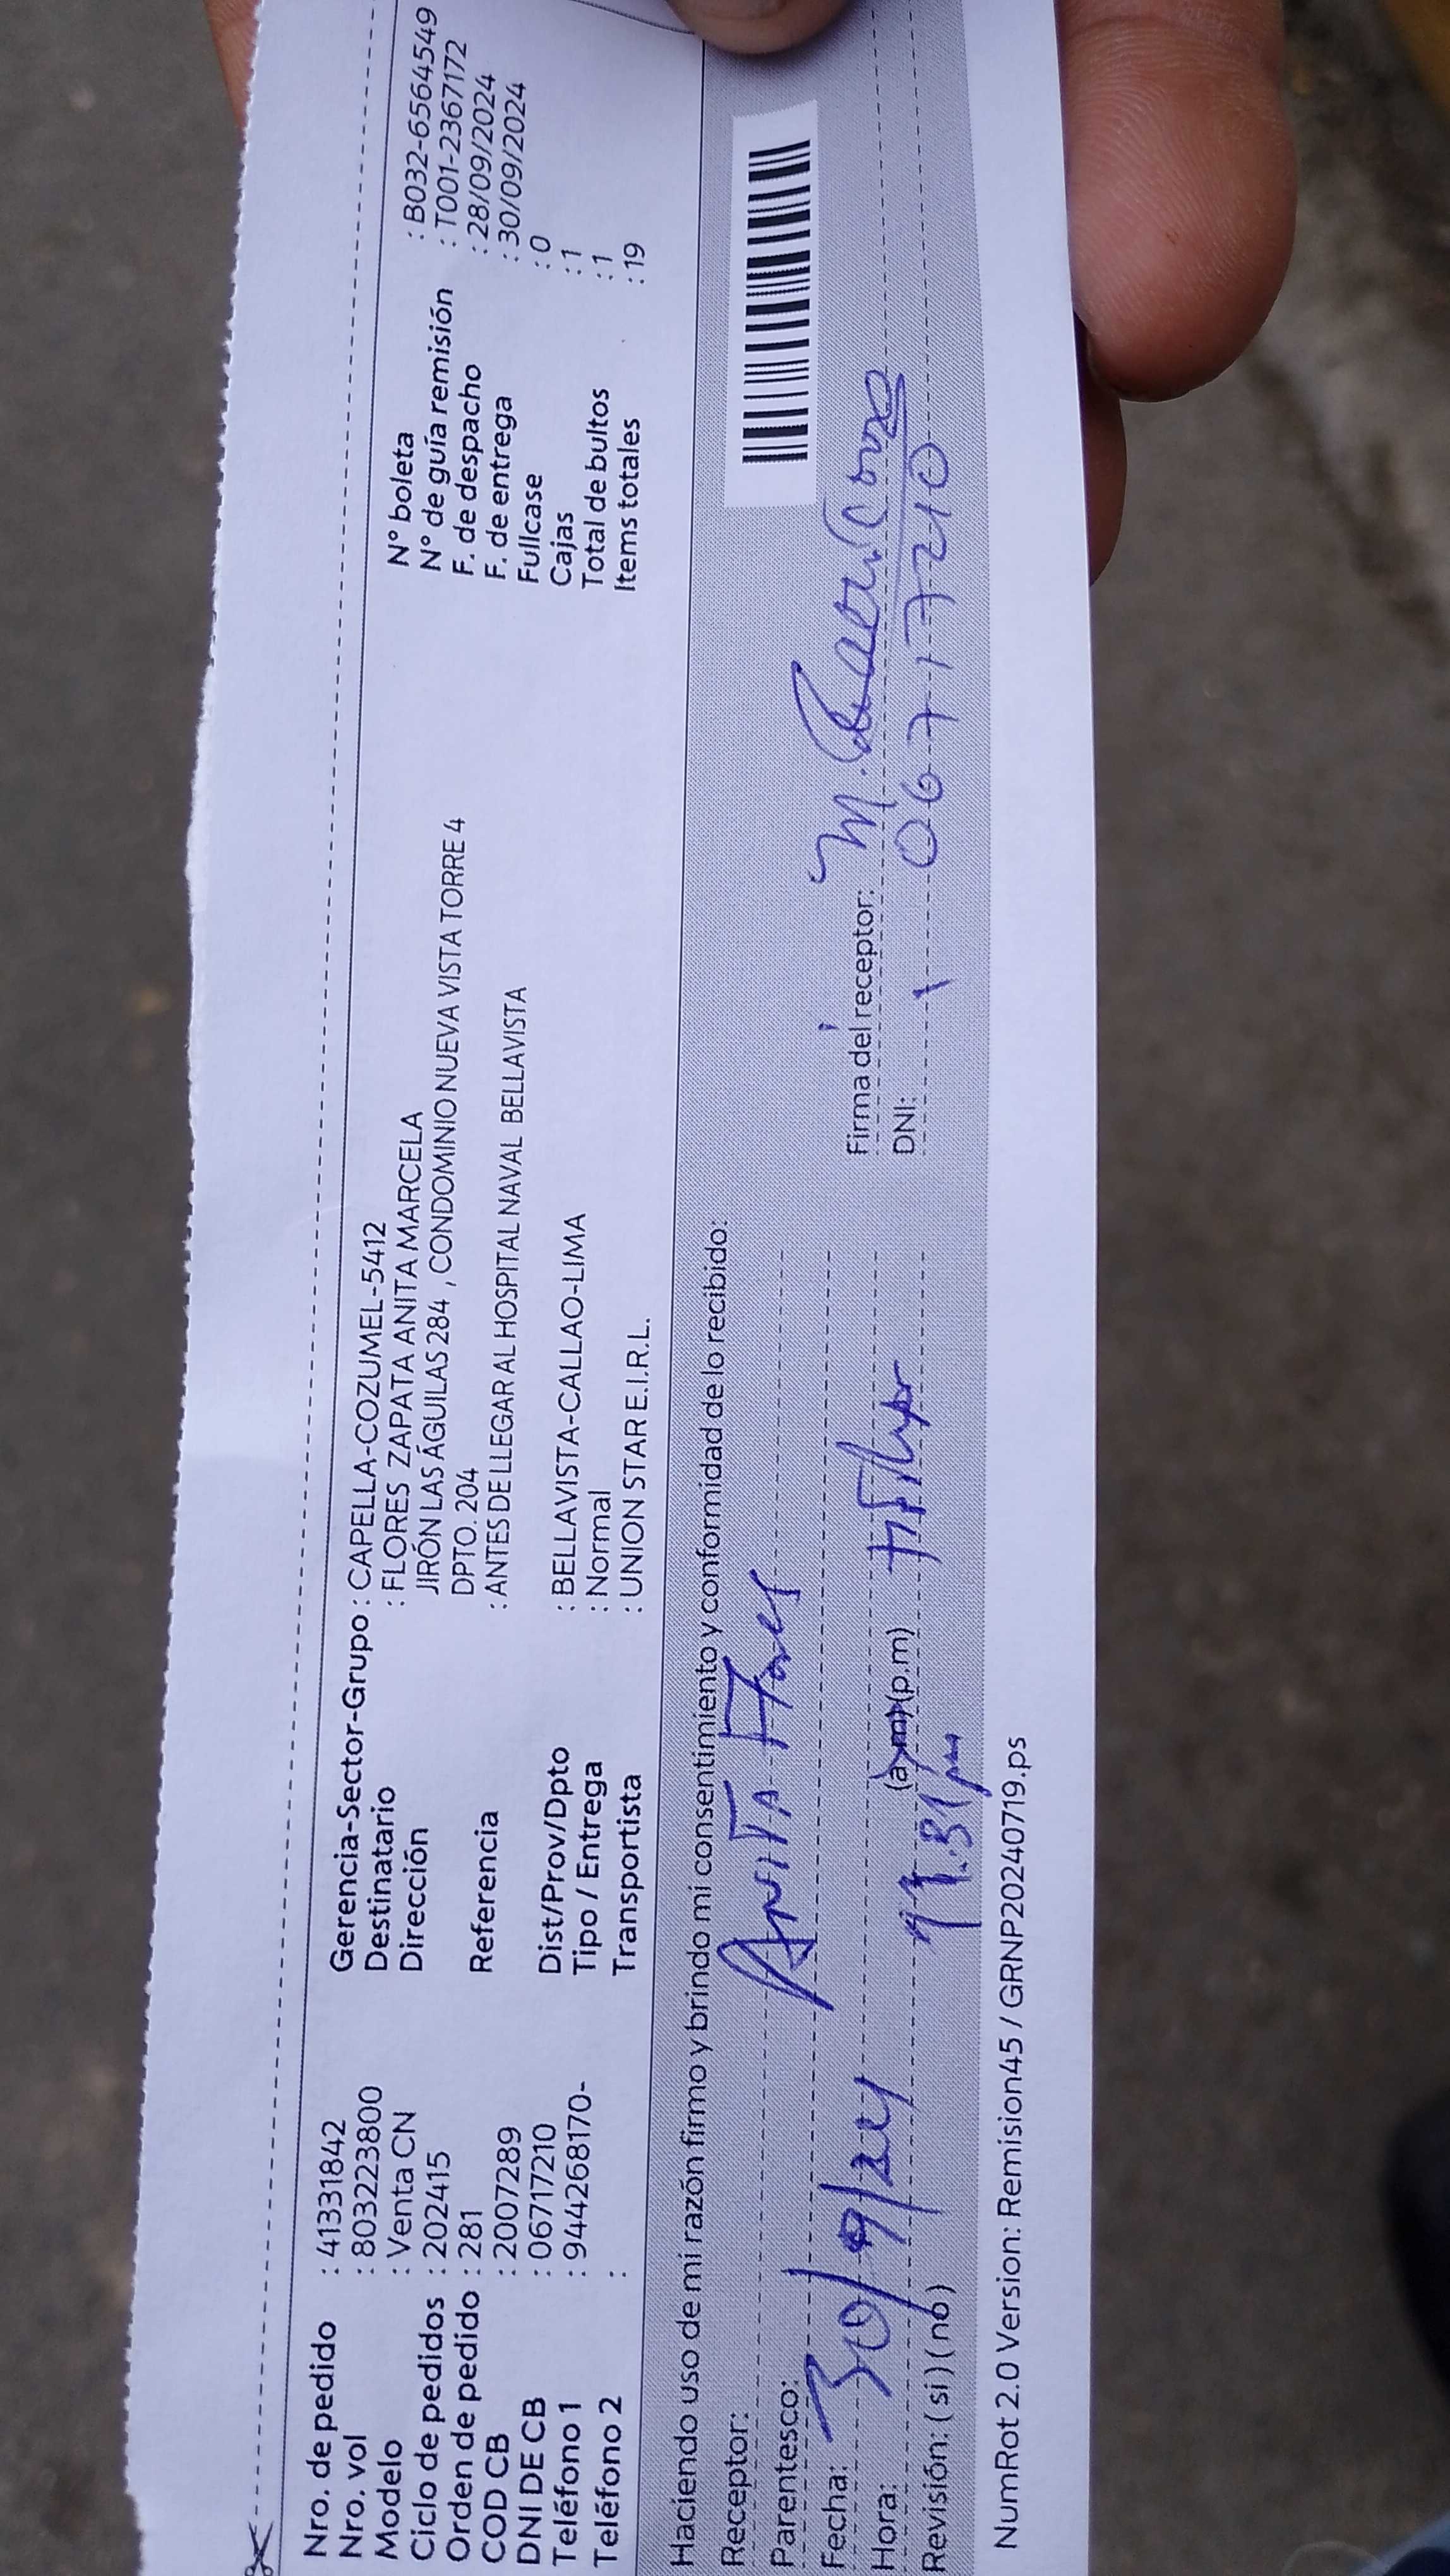 Nro. de pedido : 41331842
Nro. vol : 803223800
Modelo : Venta CN
Ciclo de pedidos : 202415
Orden de pedido : 281
COD CB : 2007289
DNI DE CB : 06717210
Teléfono 1 : 944268170-
Teléfono 2 :
Gerencia-Sector-Grupo : CAPELLA-COZUMEL-5412
Destinatario : FLORES ZAPATA ANITA MARCELA
Dirección JIRÓN LAS ÁGUILAS 284 , CONDOMINIO NUEVA VISTA TORRE 4
DPTO. 204
Referencia : ANTES DE LLEGAR AL HOSPITAL NAVAL BELLAVISTA
Dist/Prov/Dpto : BELLAVISTA-CALLAO-LIMA
Tipo / Entrega : Normal
Transportista : UNION STAR E.I.R.L.
N° boleta : B032-6564549
N° de guía remisión : T001-2367172
F. de despacho : 28/09/2024
F. de entrega : 30/09/2024
Fullcase : 0
Cajas : 1
Total de bultos : 1
Items totales : 19
Haciendo uso de mi razón firmo y brindo mi consentimiento y conformidad de lo recibido:
Receptor: ANITA Flores
Parentesco:
Fecha: 30/9/24
Hora: (a.m) (p.m)
Revisión: ( si ) ( no )
Firma del receptor:
DNI: 06717210
NumRot 2.0 Version: Remision45 / GRNP20240719.ps